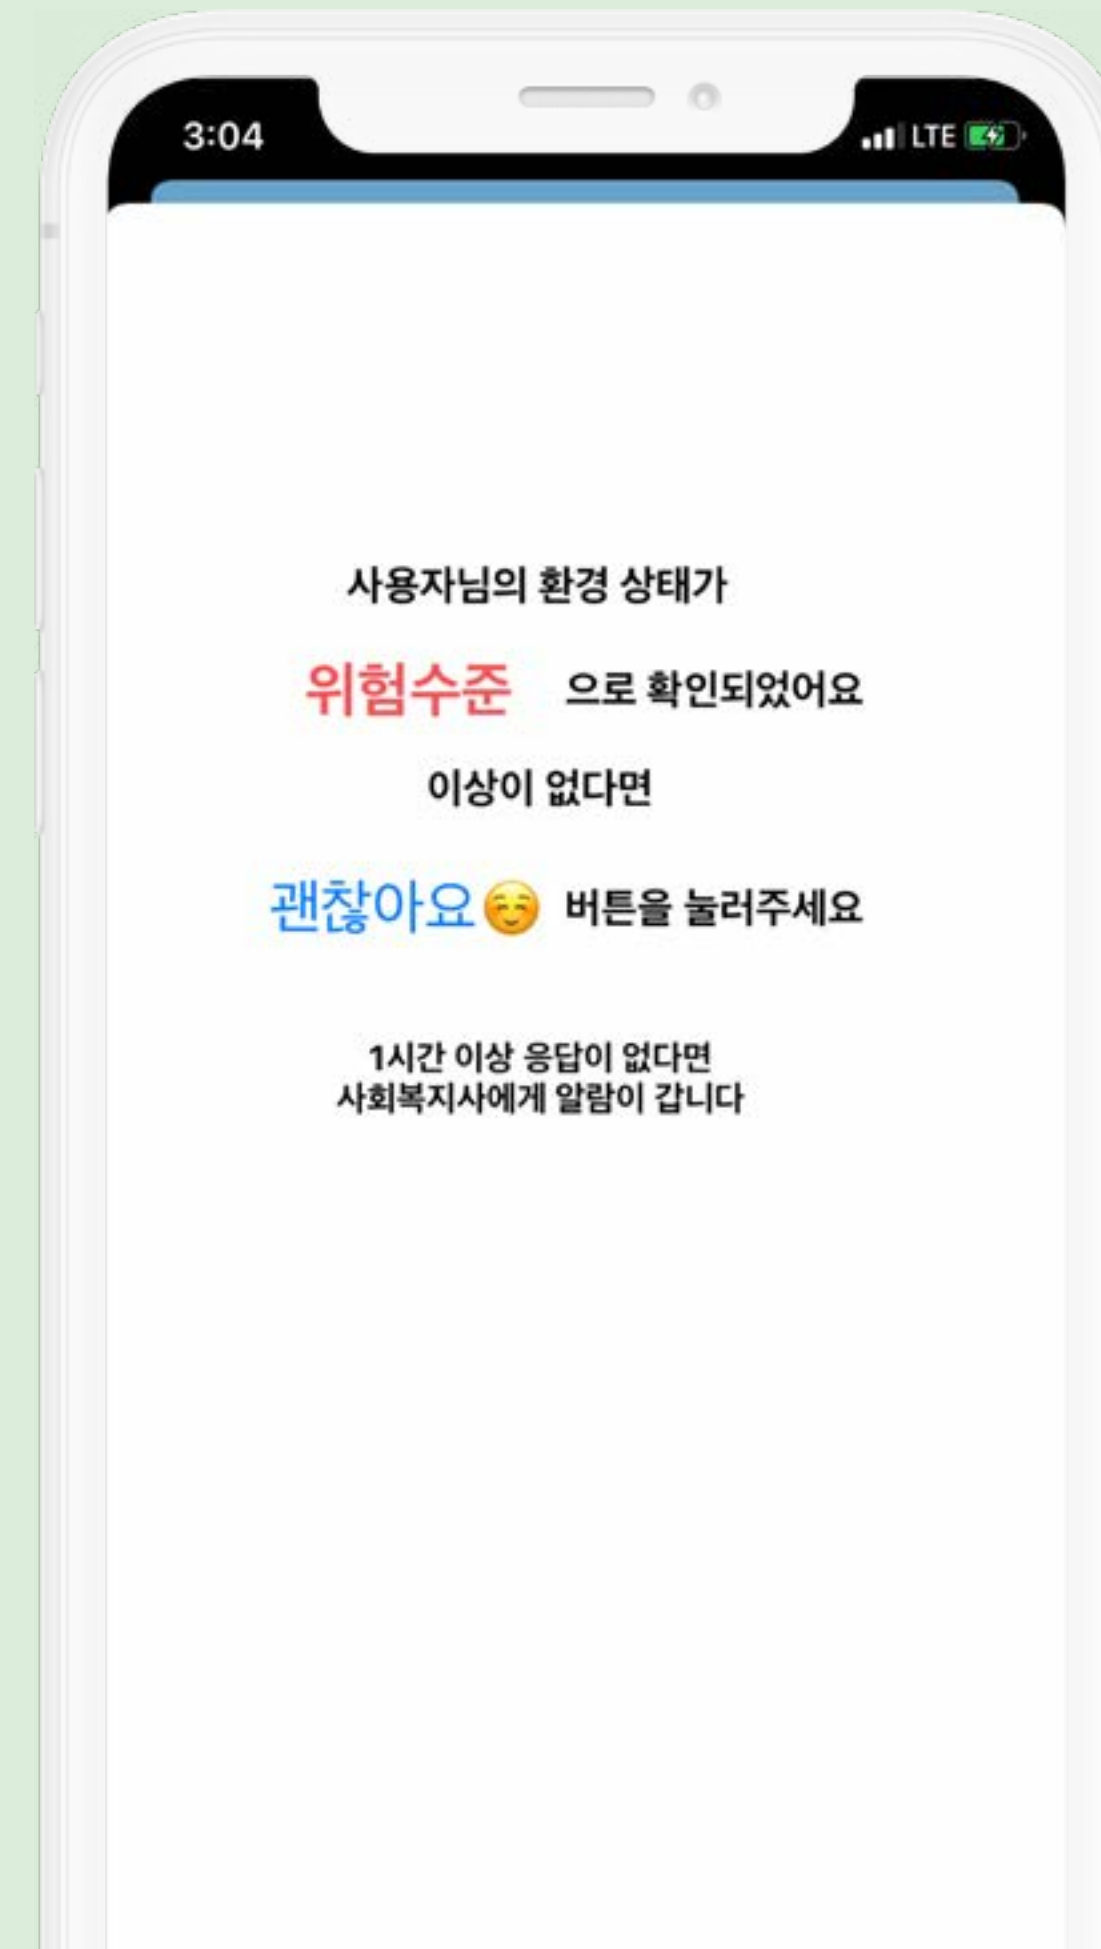 3:04 LTE
사용자님의 환경 상태가
위험수준 으로 확인되었어요
이상이 없다면
괜찮아요☺️ 버튼을 눌러주세요
1시간 이상 응답이 없다면
사회복지사에게 알람이 갑니다